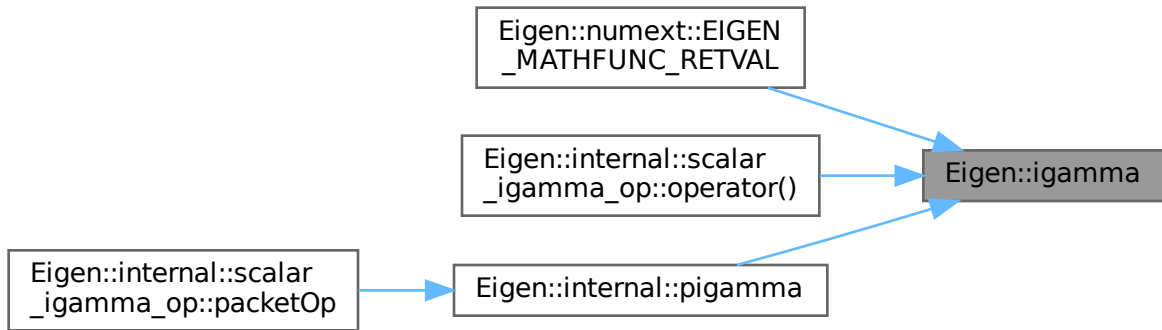 Eigen::numext::EIGEN
_MATHFUNC_RETVAL
Eigen::internal::scalar
_igamma_op::operator()
Eigen::igamma
Eigen::internal::scalar
_igamma_op::packetOp
Eigen::internal::pigamma